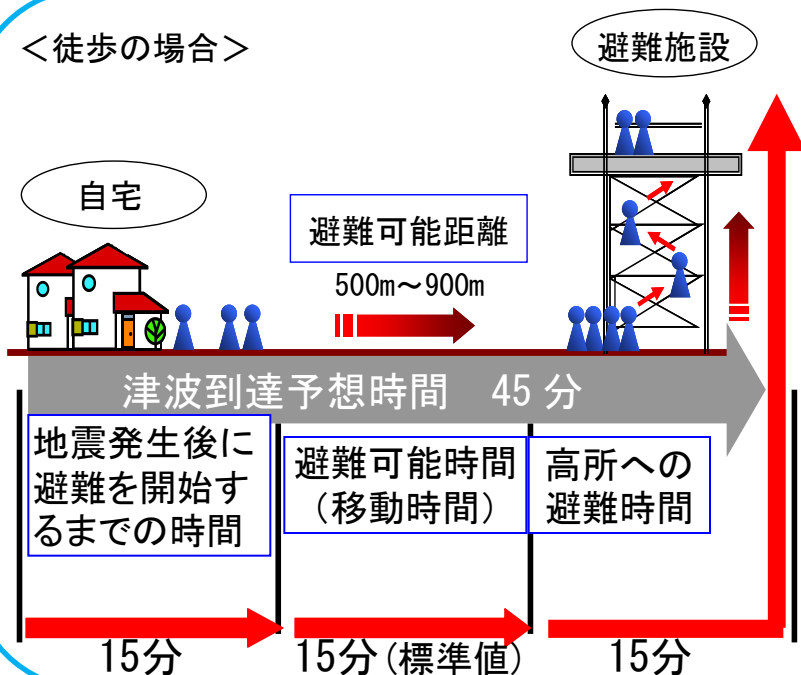 ＜徒歩の場合＞
避難施設
自宅
避難可能距離
500m～900m
津波到達予想時間　45 分
地震発生後に
避難を開始す
るまでの時間
避難可能時間
（移動時間）
高所への
避難時間
15分
15分(標準値)
15分